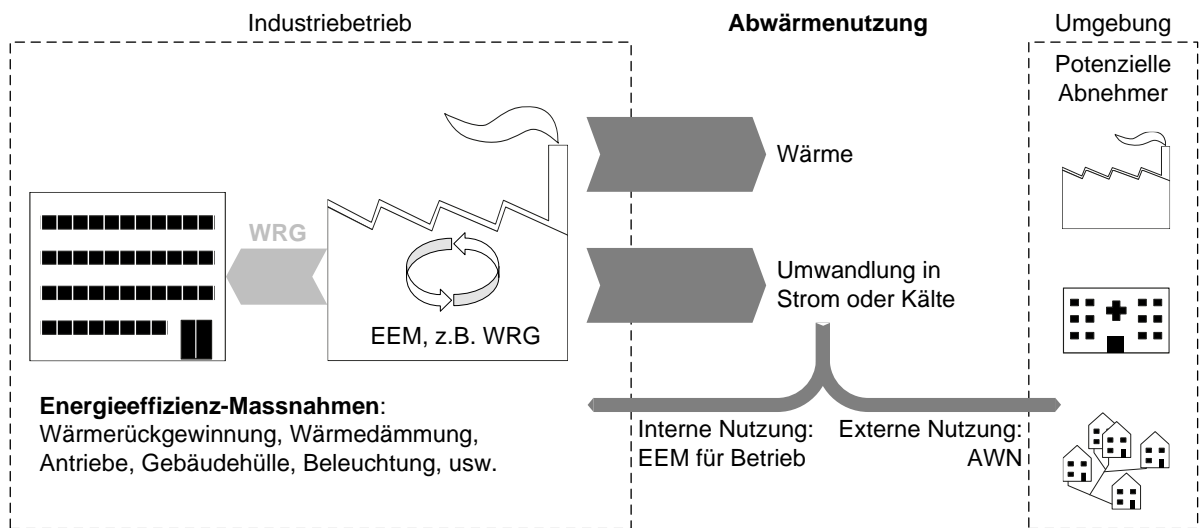 Industriebetrieb
Abwärmenutzung
Umgebung
Potenzielle
Abnehmer
Wärme
WRG
Umwandlung in
Strom oder Kälte
EEM, z.B. WRG
Energieeffizienz-Massnahmen:
Wärmerückgewinnung, Wärmedämmung,
Antriebe, Gebäudehülle, Beleuchtung, usw.
Interne Nutzung:
EEM für Betrieb
Externe Nutzung:
AWN